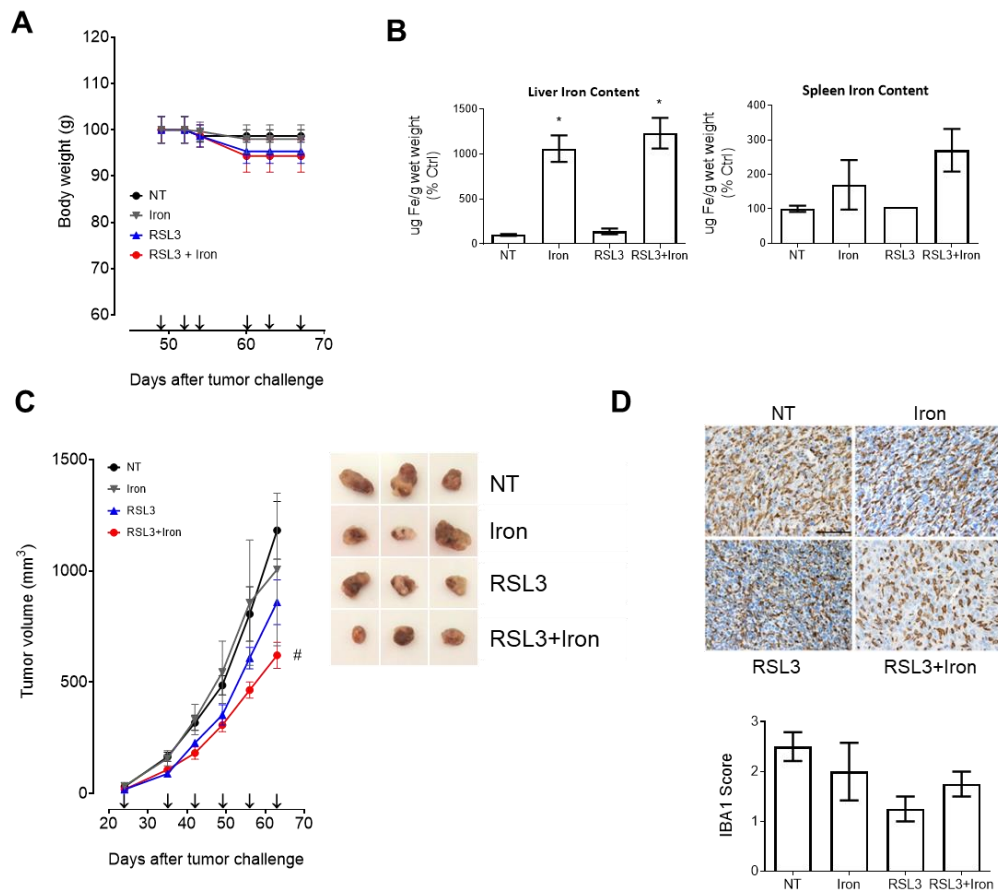 A
120
110
100
90
80
70
60
Body weight (g)
NT
Iron
RSL3
RSL3 + Iron
50
60
70
Days after tumor challenge
B
Liver Iron Content
1500
1000
500
0
ug Fe/g wet weight
(% Ctrl)
*
*
NT Iron RSL3 RSL3+Iron
Spleen Iron Content
400
300
200
100
0
ug Fe/g wet weight
(% Ctrl)
NT Iron RSL3 RSL3+Iron
C
1500
1000
500
0
Tumor volume (mm³)
NT
Iron
RSL3
RSL3+Iron
#
20 30 40 50 60 70
Days after tumor challenge
NT
Iron
RSL3
RSL3+Iron
D
NT Iron
RSL3 RSL3+Iron
3
2
1
0
IBA1 Score
NT Iron RSL3 RSL3+Iron